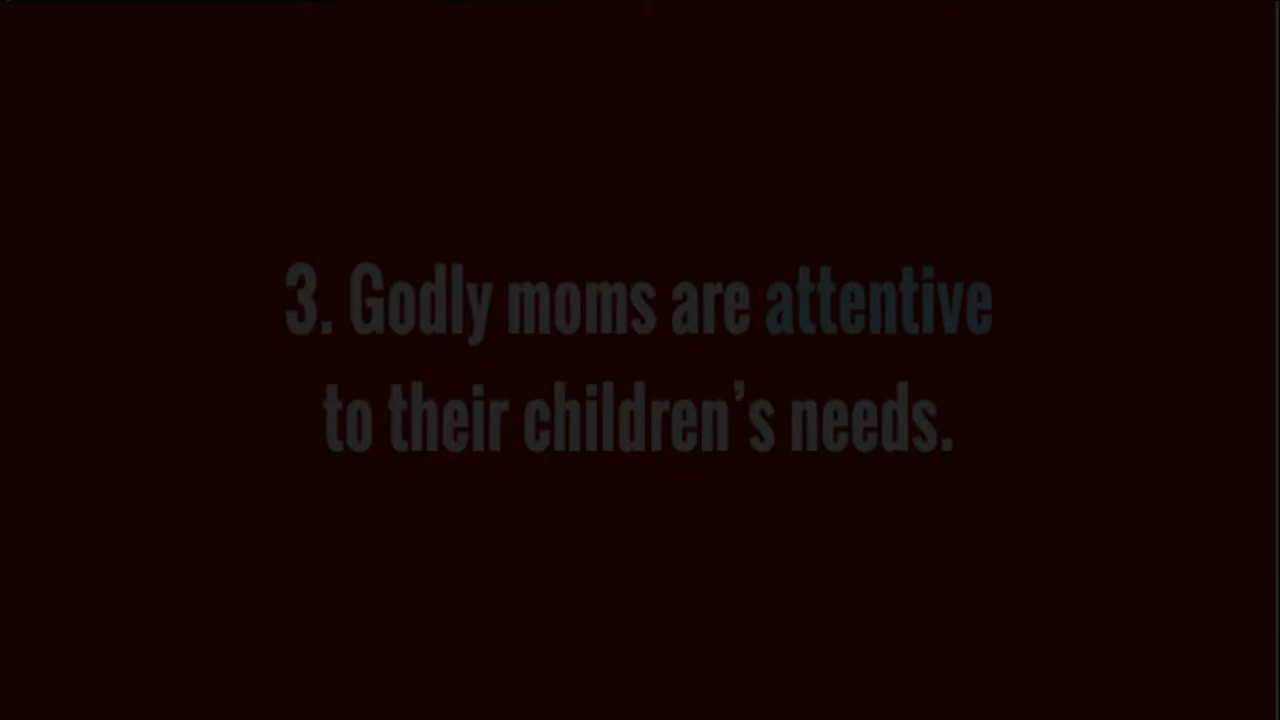 3. Godly moms are attentive
to their children’s needs.